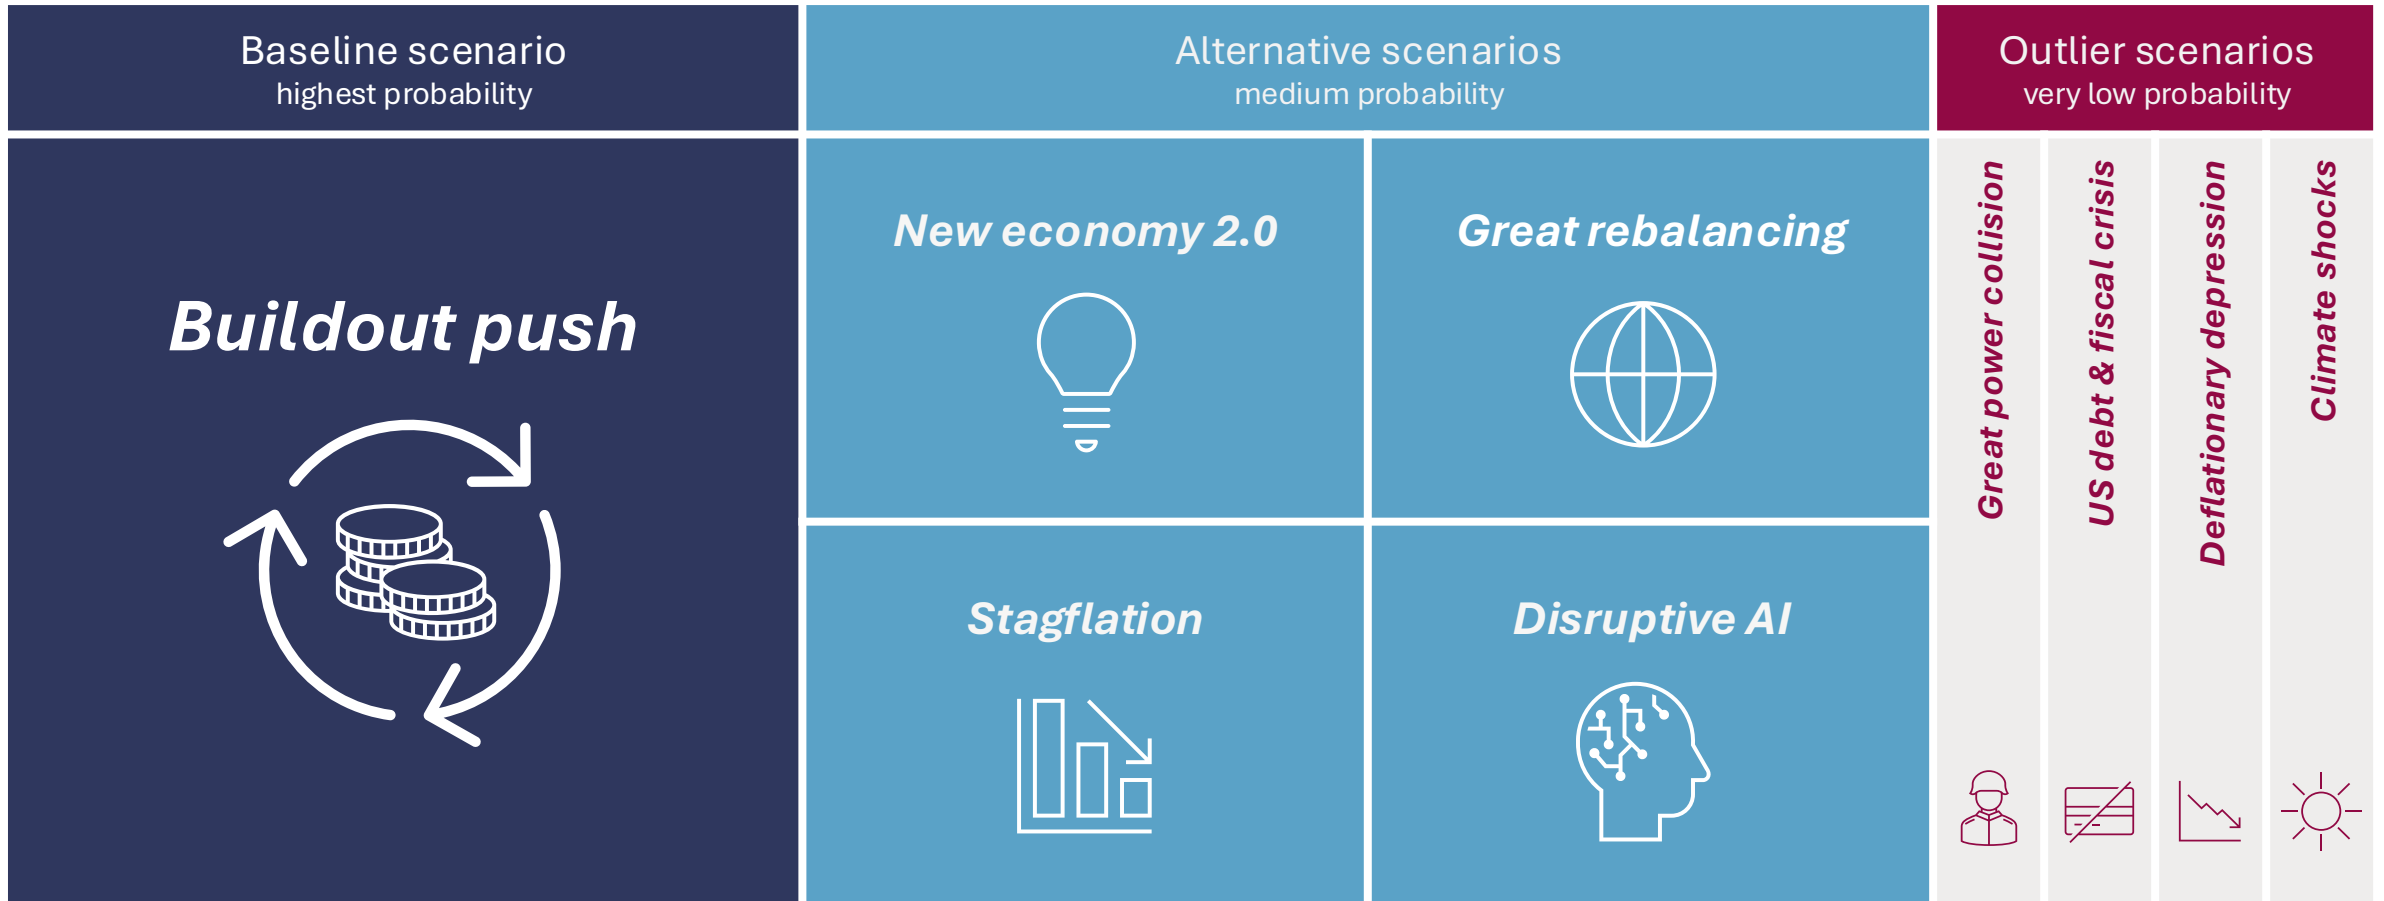 Baseline scenario
highest probability
Alternative scenarios
medium probability
Outlier scenarios
very low probability
Buildout push
New economy 2.0
Great rebalancing
Stagflation
Disruptive AI
Great power collision
US debt & fiscal crisis
Deflationary depression
Climate shocks